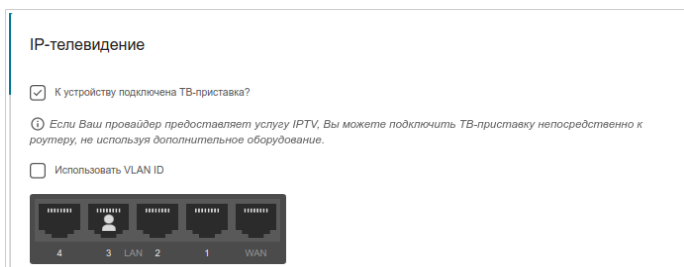 IP-телевидение
К устройству подключена ТВ-приставка?
Если Ваш провайдер предоставляет услугу IPTV, Вы можете подключить ТВ-приставку непосредственно к
роутеру, не используя дополнительное оборудование.
Использовать VLAN ID
4 3 LAN 2 1 WAN